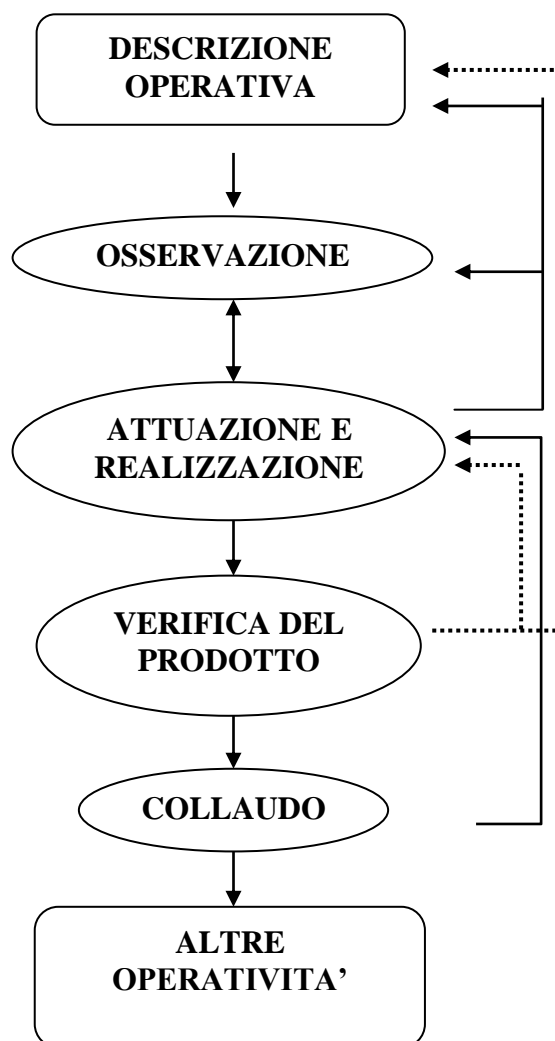 DESCRIZIONE
OPERATIVA
OSSERVAZIONE
ATTUAZIONE E
REALIZZAZIONE
VERIFICA DEL
PRODOTTO
COLLAUDO
ALTRE
OPERATIVITA’